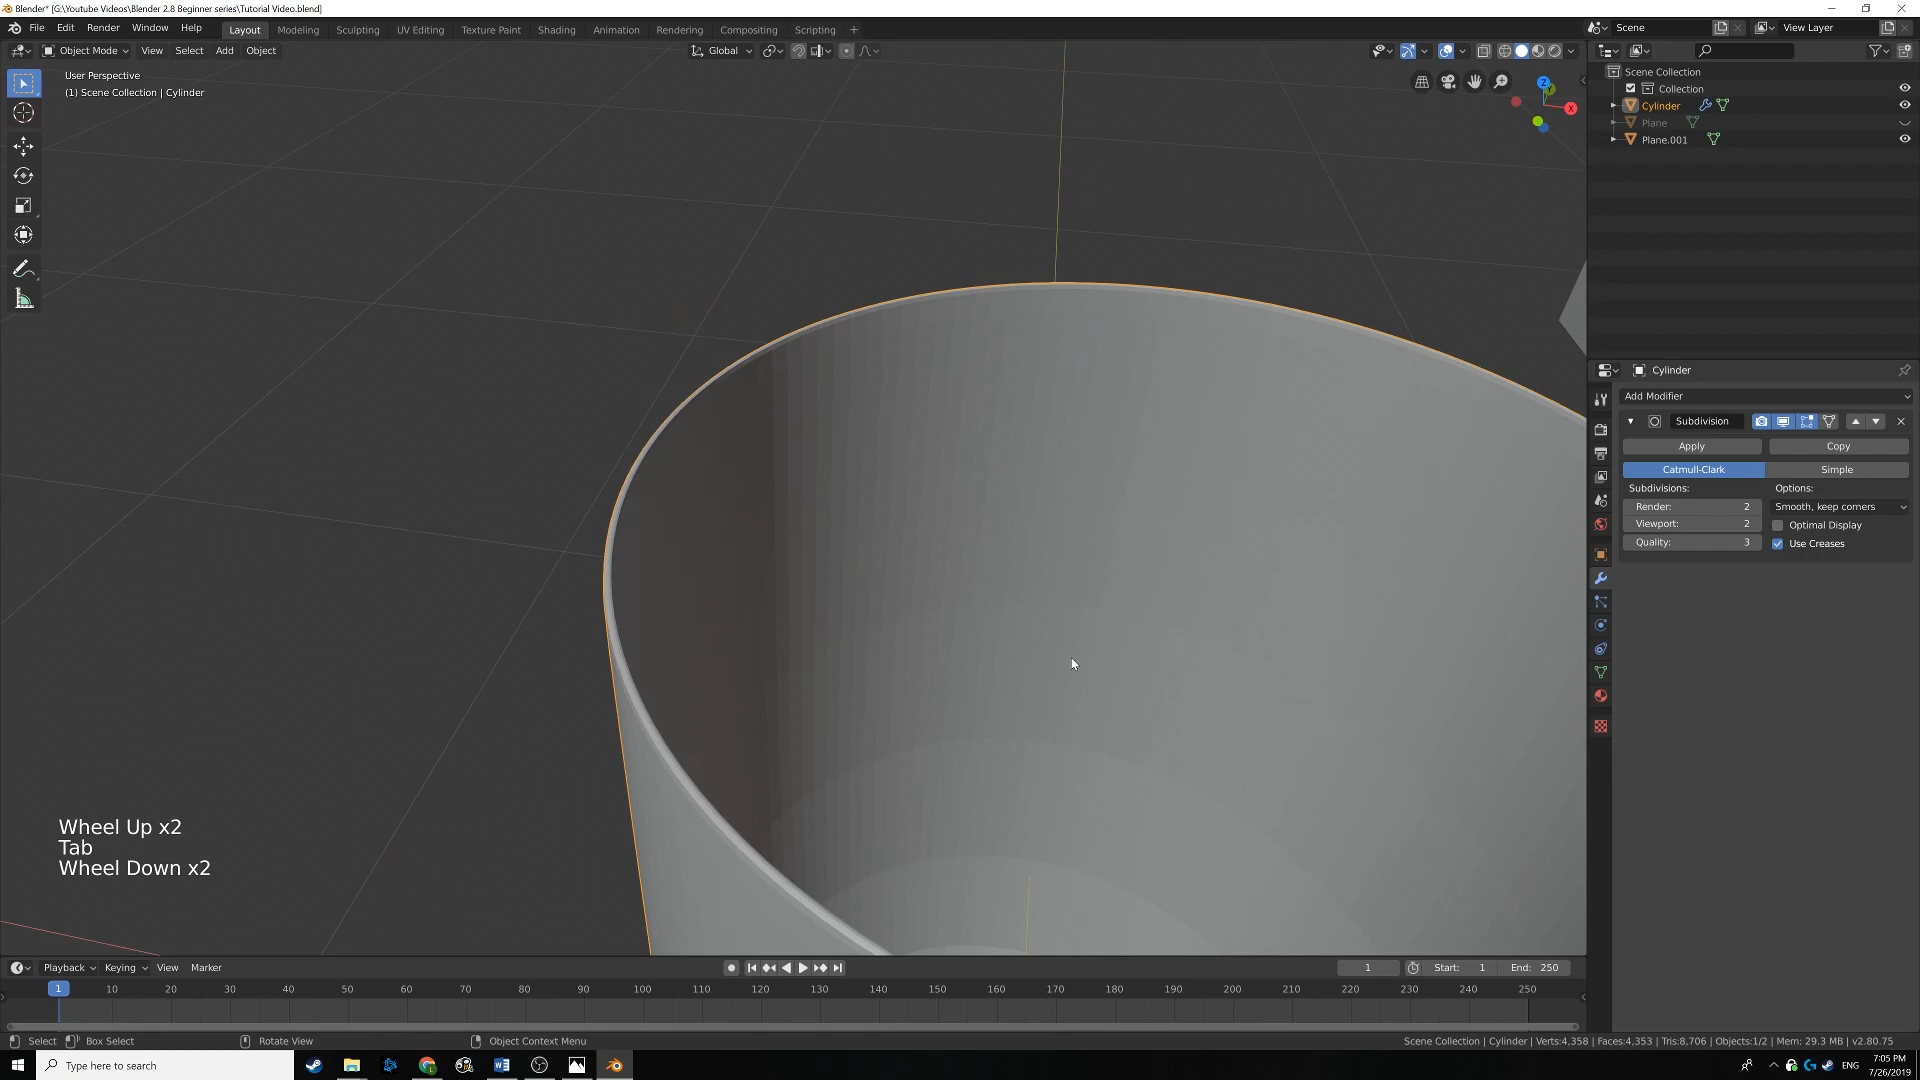 Blender* [G:\Youtube Videos\Blender 2.8 Beginner series\Tutorial Video.blend]
File Edit Render Window Help Layout Modeling Sculpting UV Editing Texture Paint Shading Animation Rendering Compositing Scripting + Scene View Layer
Object Mode View Select Add Object Global
User Perspective
(1) Scene Collection | Cylinder
Z
Y
X
Scene Collection
Collection
Cylinder
Plane
Plane.001
Cylinder
Add Modifier
Subdivision
Apply Copy
Catmull-Clark Simple
Subdivisions: Options:
Render: 2 Smooth, keep corners
Viewport: 2 Optimal Display
Quality: 3 Use Creases
Wheel Up x2
Tab
Wheel Down x2
Playback Keying View Marker 1 Start: 1 End: 250
1 10 20 30 40 50 60 70 80 90 100 110 120 130 140 150 160 170 180 190 200 210 220 230 240 250
Select Box Select Rotate View Object Context Menu Scene Collection | Cylinder | Verts:4,358 | Faces:4,353 | Tris:8,706 | Objects:1/2 | Mem: 29.3 MB | v2.80.75
Type here to search ENG 7:05 PM
7/26/2019